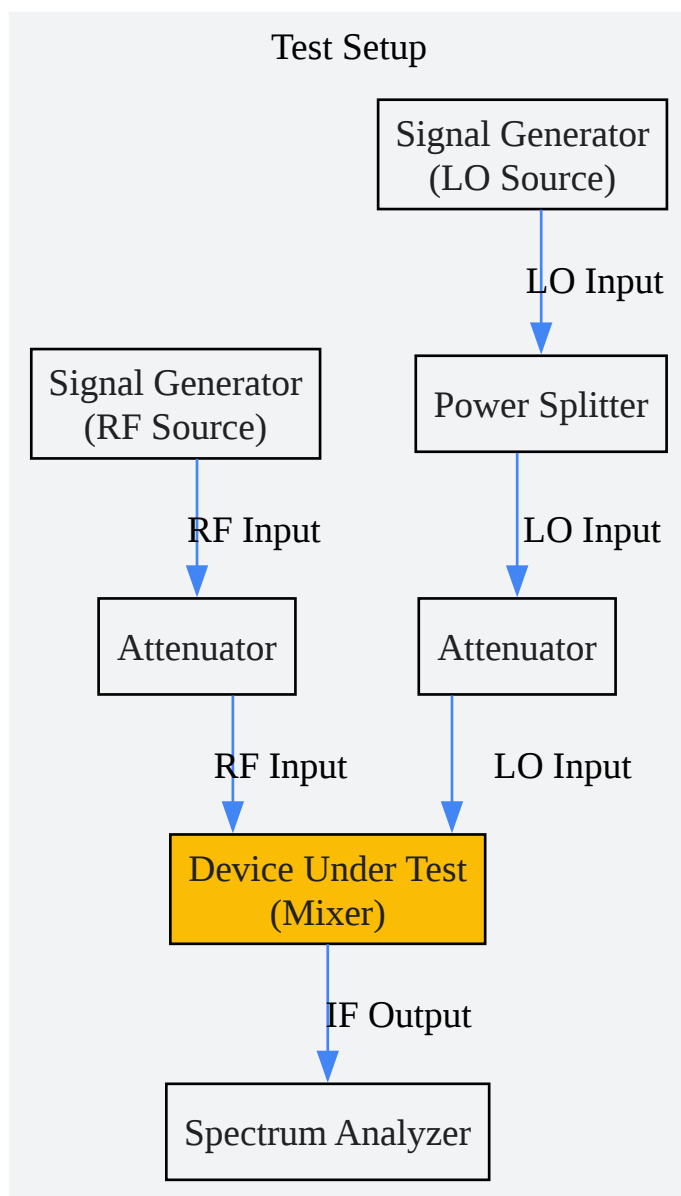 Test Setup
Signal Generator
(LO Source)
LO Input
Signal Generator
(RF Source)
Power Splitter
RF Input
LO Input
Attenuator
Attenuator
RF Input
LO Input
Device Under Test
(Mixer)
IF Output
Spectrum Analyzer